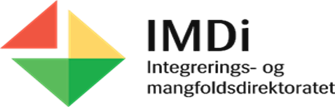 IMDi
Integrerings- og
mangfoldsdirektoratet